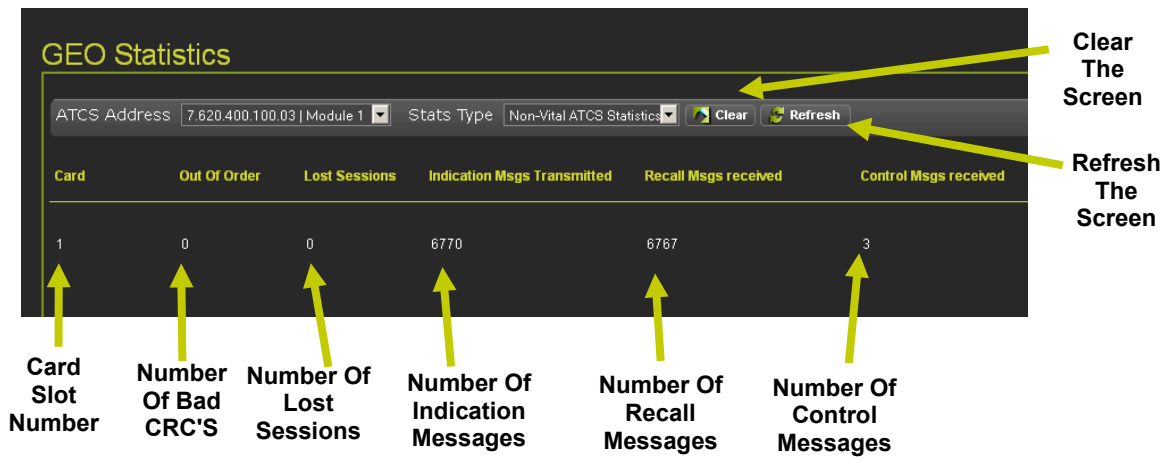 GEO Statistics
Clear
The
Screen
ATCS Address 7.620.400.100.03 | Module 1 Stats Type Non-Vital ATCS Statistics Clear Refresh
Refresh
The
Screen
Card Out Of Order Lost Sessions Indication Msgs Transmitted Recall Msgs received Control Msgs received
1 0 0 6770 6767 3
Card
Slot
Number
Number
Of Bad
CRC'S
Number Of
Lost
Sessions
Number Of
Indication
Messages
Number Of
Recall
Messages
Number Of
Control
Messages